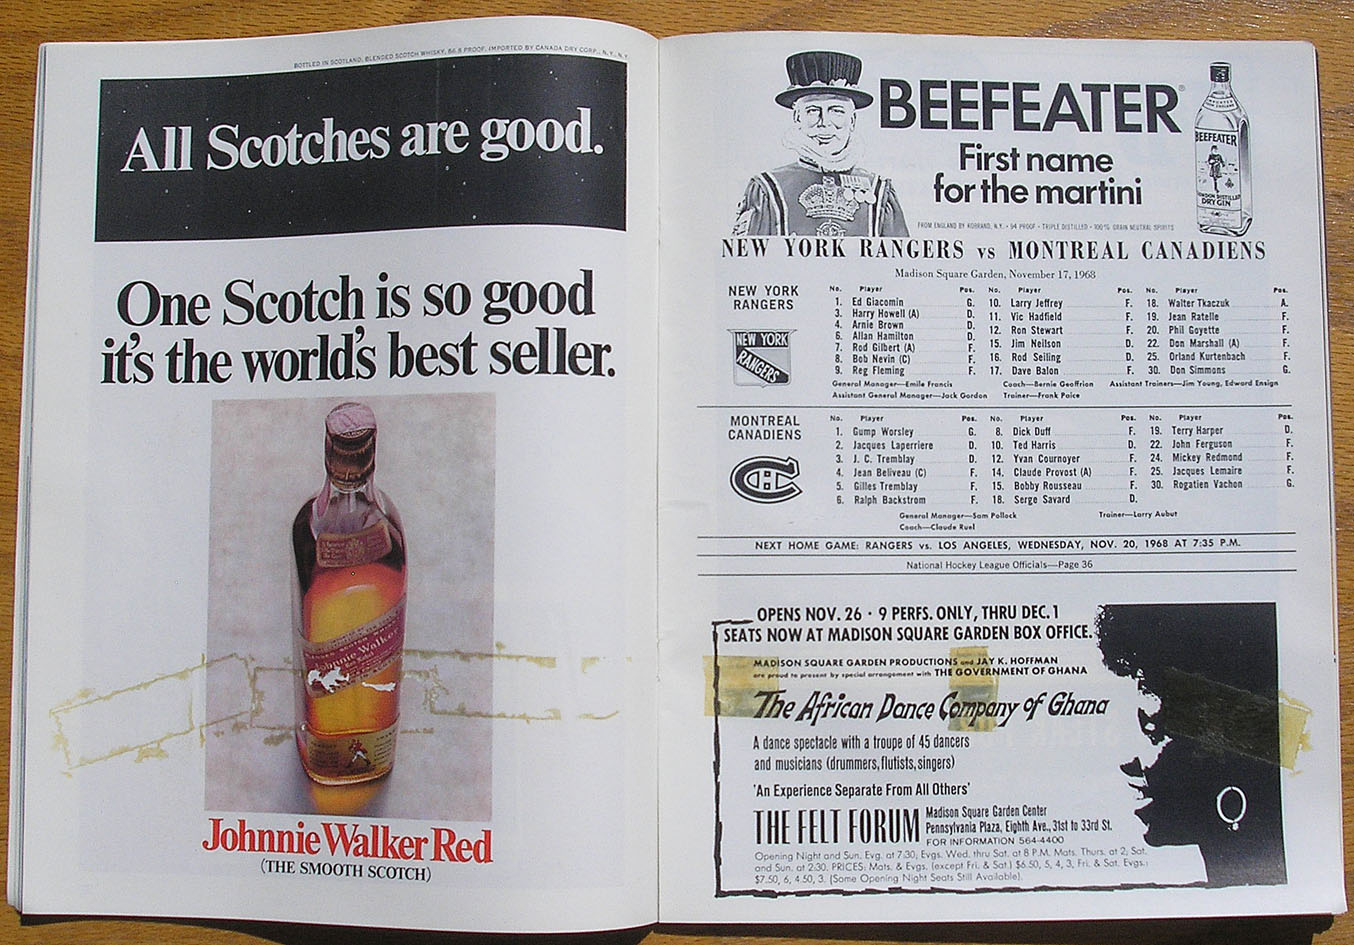 BOTTLED IN SCOTLAND. BLENDED SCOTCH WHISKY, 86.8 PROOF. IMPORTED BY CANADA DRY CORP., N.Y., N.Y.
All Scotches are good.
One Scotch is so good
it's the world's best seller.
Johnnie Walker
Johnnie Walker Red
(THE SMOOTH SCOTCH)
BEEFEATER®
First name
for the martini
BEEFEATER
LONDON DISTILLED
DRY GIN
FROM ENGLAND BY KOBRAND, N.Y. • 94 PROOF • TRIPLE DISTILLED • 100% GRAIN NEUTRAL SPIRITS
NEW YORK RANGERS vs MONTREAL CANADIENS
Madison Square Garden, November 17, 1968
NEW YORK
RANGERS
NEW YORK
RANGERS
No. Player Pos. No. Player Pos. No. Player Pos.
1. Ed Giacomin G. 10. Larry Jeffrey F. 18. Walter Tkaczuk A.
3. Harry Howell (A) D. 11. Vic Hadfield F. 19. Jean Ratelle F.
4. Arnie Brown D. 12. Ron Stewart F. 20. Phil Goyette F.
6. Allan Hamilton D. 15. Jim Neilson D. 22. Don Marshall (A) F.
7. Rod Gilbert (A) F. 16. Rod Seiling D. 25. Orland Kurtenbach F.
8. Bob Nevin (C) F. 17. Dave Balon F. 30. Don Simmons G.
9. Reg Fleming F.
General Manager—Emile Francis Coach—Bernie Geoffrion Assistant Trainers—Jim Young, Edward Ensign
Assistant General Manager—Jack Gordon Trainer—Frank Paice
MONTREAL
CANADIENS
No. Player Pos. No. Player Pos. No. Player Pos.
1. Gump Worsley G. 8. Dick Duff F. 19. Terry Harper D.
2. Jacques Laperriere D. 10. Ted Harris D. 22. John Ferguson F.
3. J. C. Tremblay D. 12. Yvan Cournoyer F. 24. Mickey Redmond F.
4. Jean Beliveau (C) F. 14. Claude Provost (A) F. 25. Jacques Lemaire F.
5. Gilles Tremblay F. 15. Bobby Rousseau F. 30. Rogatien Vachon G.
6. Ralph Backstrom F. 18. Serge Savard D.
General Manager—Sam Pollock Trainer—Larry Aubut
Coach—Claude Ruel
NEXT HOME GAME: RANGERS vs. LOS ANGELES, WEDNESDAY, NOV. 20, 1968 AT 7:35 P.M.
National Hockey League Officials—Page 36
OPENS NOV. 26 • 9 PERFS. ONLY, THRU DEC. 1
SEATS NOW AT MADISON SQUARE GARDEN BOX OFFICE.
MADISON SQUARE GARDEN PRODUCTIONS and JAY K. HOFFMAN
are proud to present by special arrangement with THE GOVERNMENT OF GHANA
The African Dance Company of Ghana
A dance spectacle with a troupe of 45 dancers
and musicians (drummers, flutists, singers)
'An Experience Separate From All Others'
THE FELT FORUM
Madison Square Garden Center
Pennsylvania Plaza, Eighth Ave., 31st to 33rd St.
FOR INFORMATION 564-4400
Opening Night and Sun. Evg. at 7:30; Evgs. Wed. thru Sat. at 8 P.M. Mats. Thurs. at 2, Sat.
and Sun. at 2:30. PRICES: Mats. & Evgs. (except Fri. & Sat.) $6.50, 5, 4, 3, Fri. & Sat. Evgs.:
$7.50, 6, 4.50, 3. (Some Opening Night Seats Still Available).